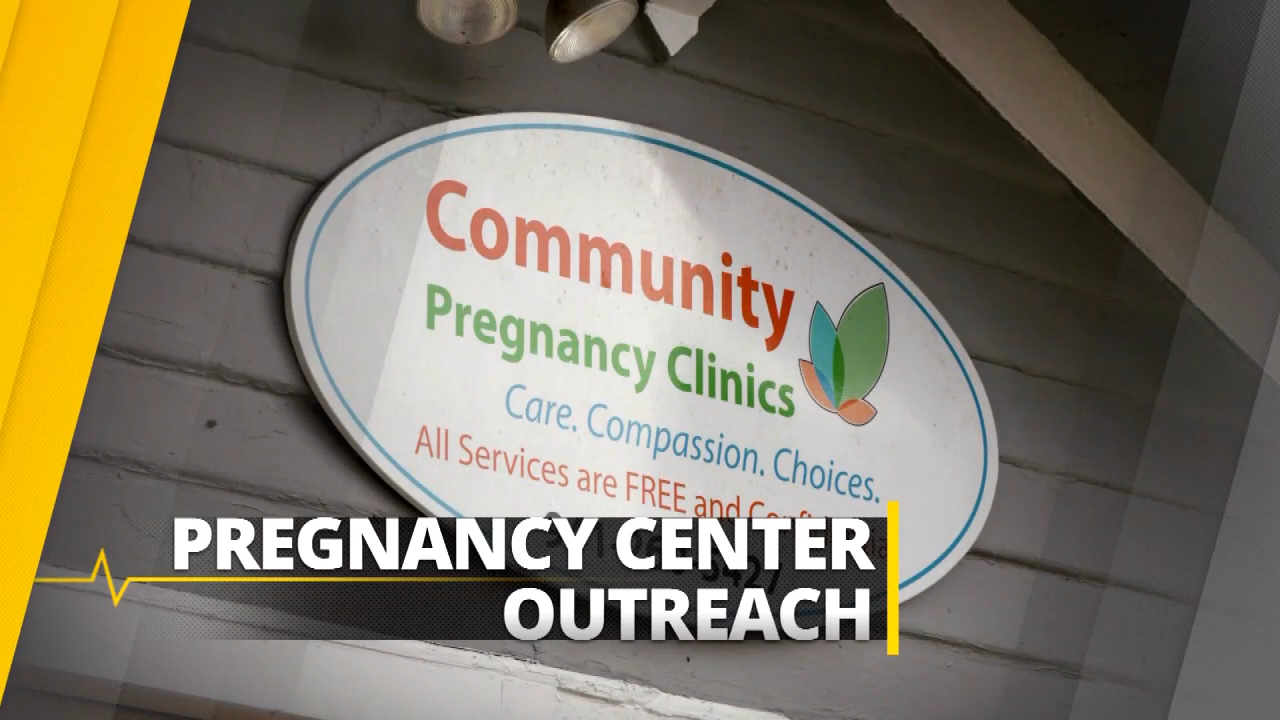 Community
Pregnancy Clinics
Care. Compassion. Choices.
All Services are FREE and
PREGNANCY CENTER
OUTREACH